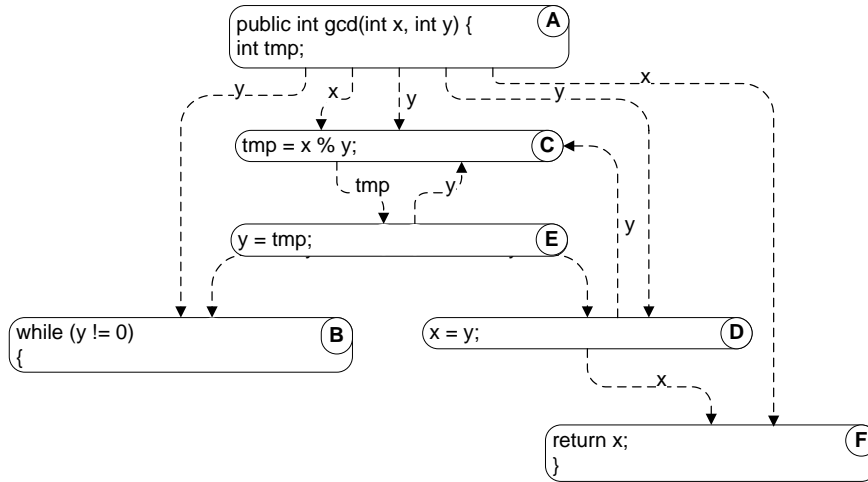 public int gcd(int x, int y) {
int tmp;
A
y
x
y
y
x
tmp = x % y;
C
tmp
y
y
y = tmp;
E
while (y != 0)
{
B
x = y;
D
x
return x;
}
F